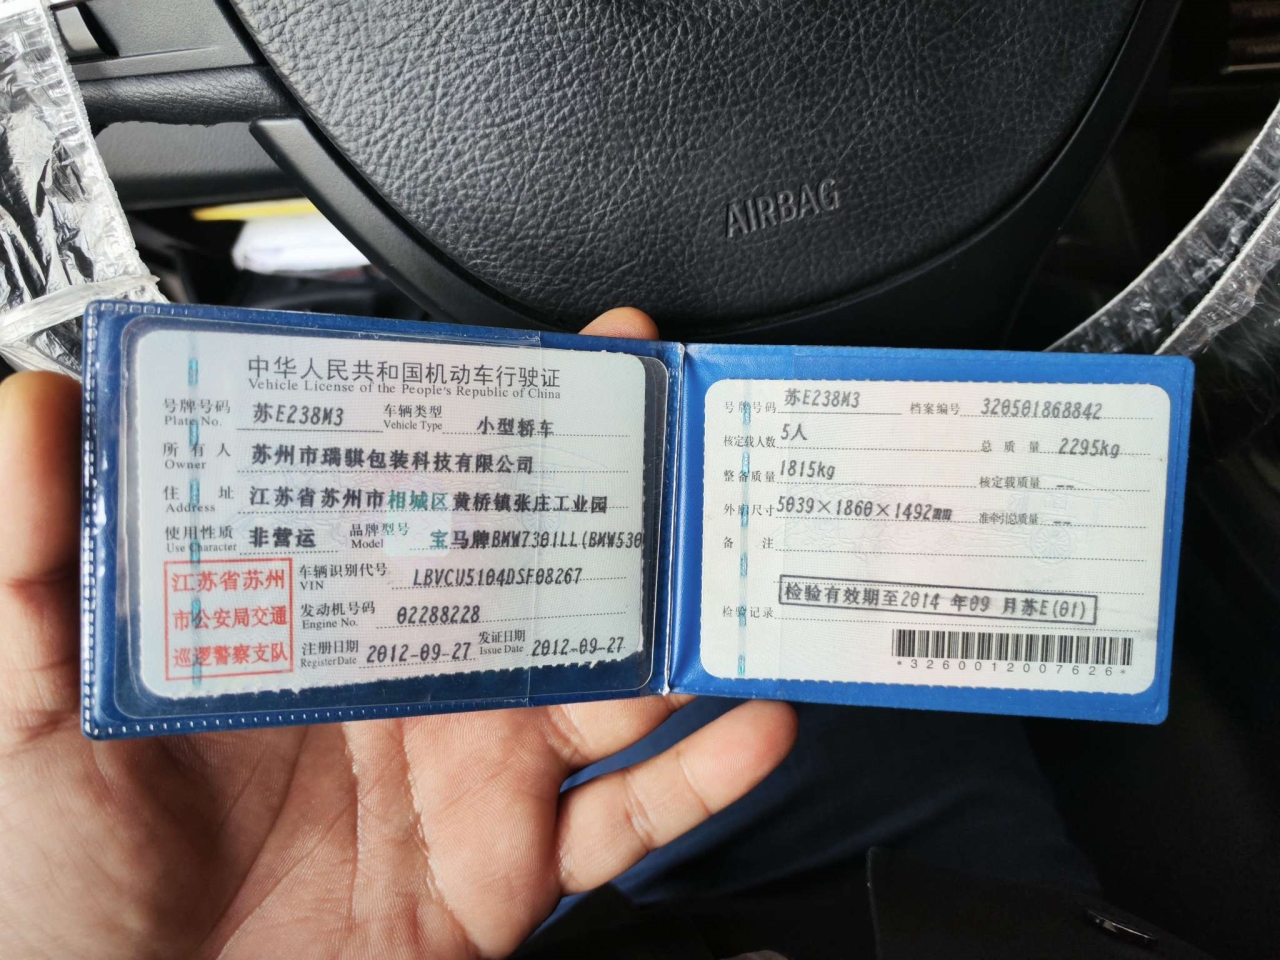 AIRBAG
中华人民共和国机动车行驶证
Vehicle License of the People's Republic of China
号牌号码 苏E238M3 车辆类型 小型轿车
Plate No. Vehicle Type
所有人 苏州市瑞骐包装科技有限公司
Owner
住址 江苏省苏州市相城区黄桥镇张庄工业园
Address
使用性质 非营运 品牌型号 宝马牌BMW7301LL(BMW530
Use Character Model
江苏省苏州
市公安局交通
巡逻警察支队
车辆识别代号 LBVCU5104DSF08267
VIN
发动机号码 02288228
Engine No.
注册日期 2012-09-27 发证日期 2012-09-27
Register Date Issue Date
号牌号码 苏E238M3 档案编号 320501868842
核定载人数 5人 总质量 2295kg
整备质量 1815kg 核定载质量 --
外廓尺寸 5039×1860×1492mm 准牵引总质量 --
备注
检验有效期至2014 年09 月苏E(01)
检验记录
*3260012007626*